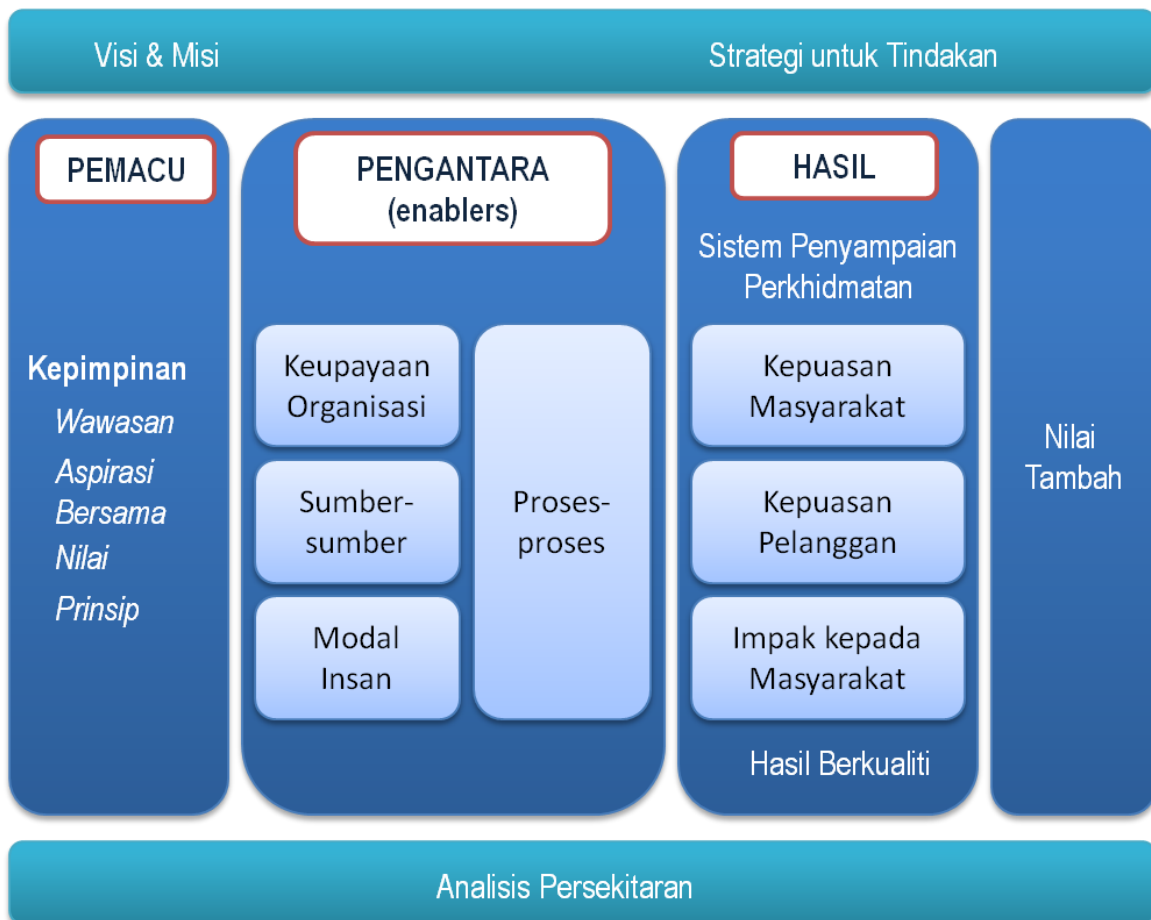 Visi & Misi
Strategi untuk Tindakan
PEMACU
Kepimpinan
Wawasan
Aspirasi
Bersama
Nilai
Prinsip
PENGANTARA
(enablers)
Keupayaan
Organisasi
Sumber-
sumber
Modal
Insan
Proses-
proses
HASIL
Sistem Penyampaian
Perkhidmatan
Kepuasan
Masyarakat
Kepuasan
Pelanggan
Impak kepada
Masyarakat
Hasil Berkualiti
Nilai
Tambah
Analisis Persekitaran